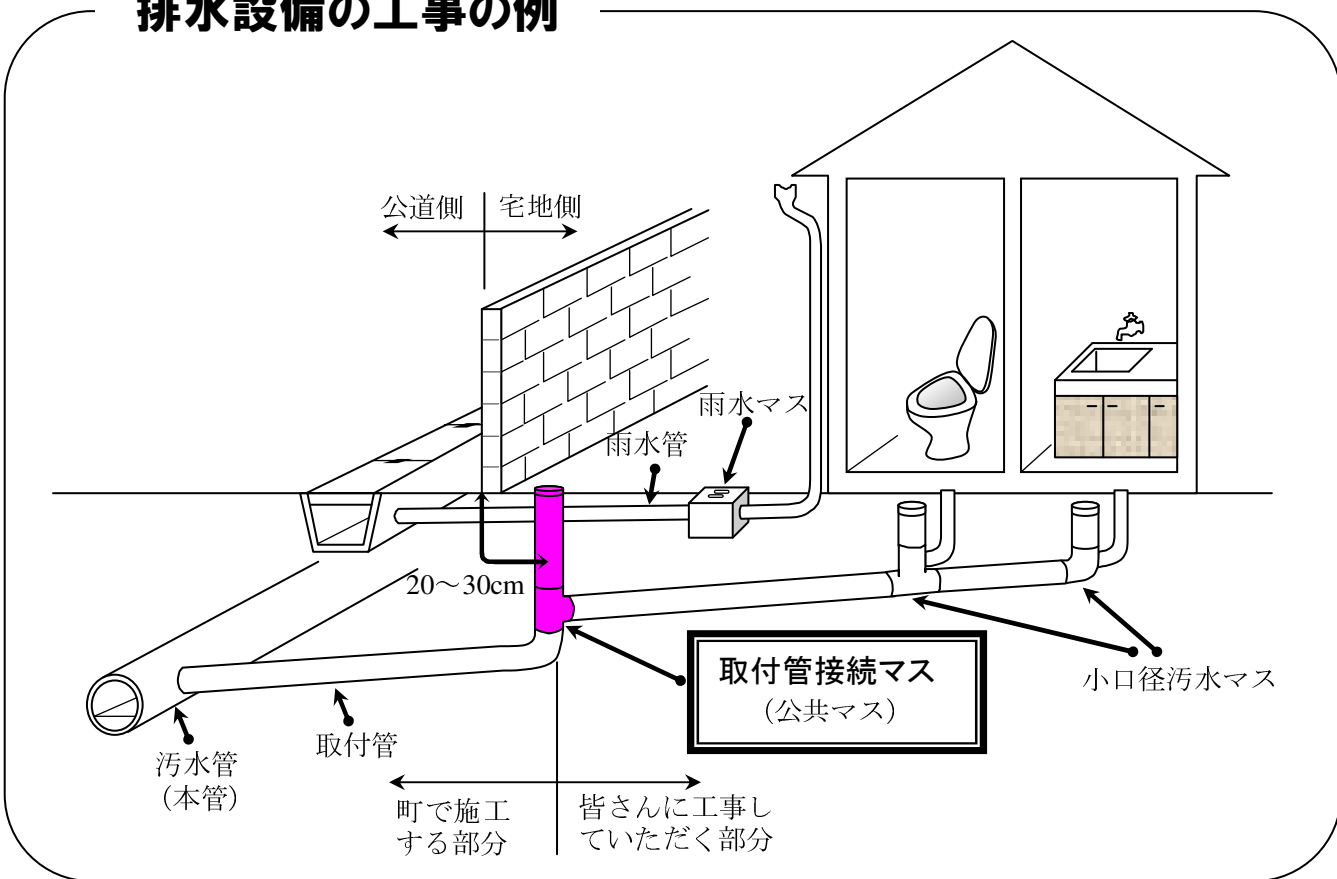 排水設備の工事の例
公道側
宅地側
雨水マス
雨水管
20～30cm
取付管接続マス
（公共マス）
小口径汚水マス
取付管
汚水管
（本管）
町で施工
する部分
皆さんに工事し
ていただく部分